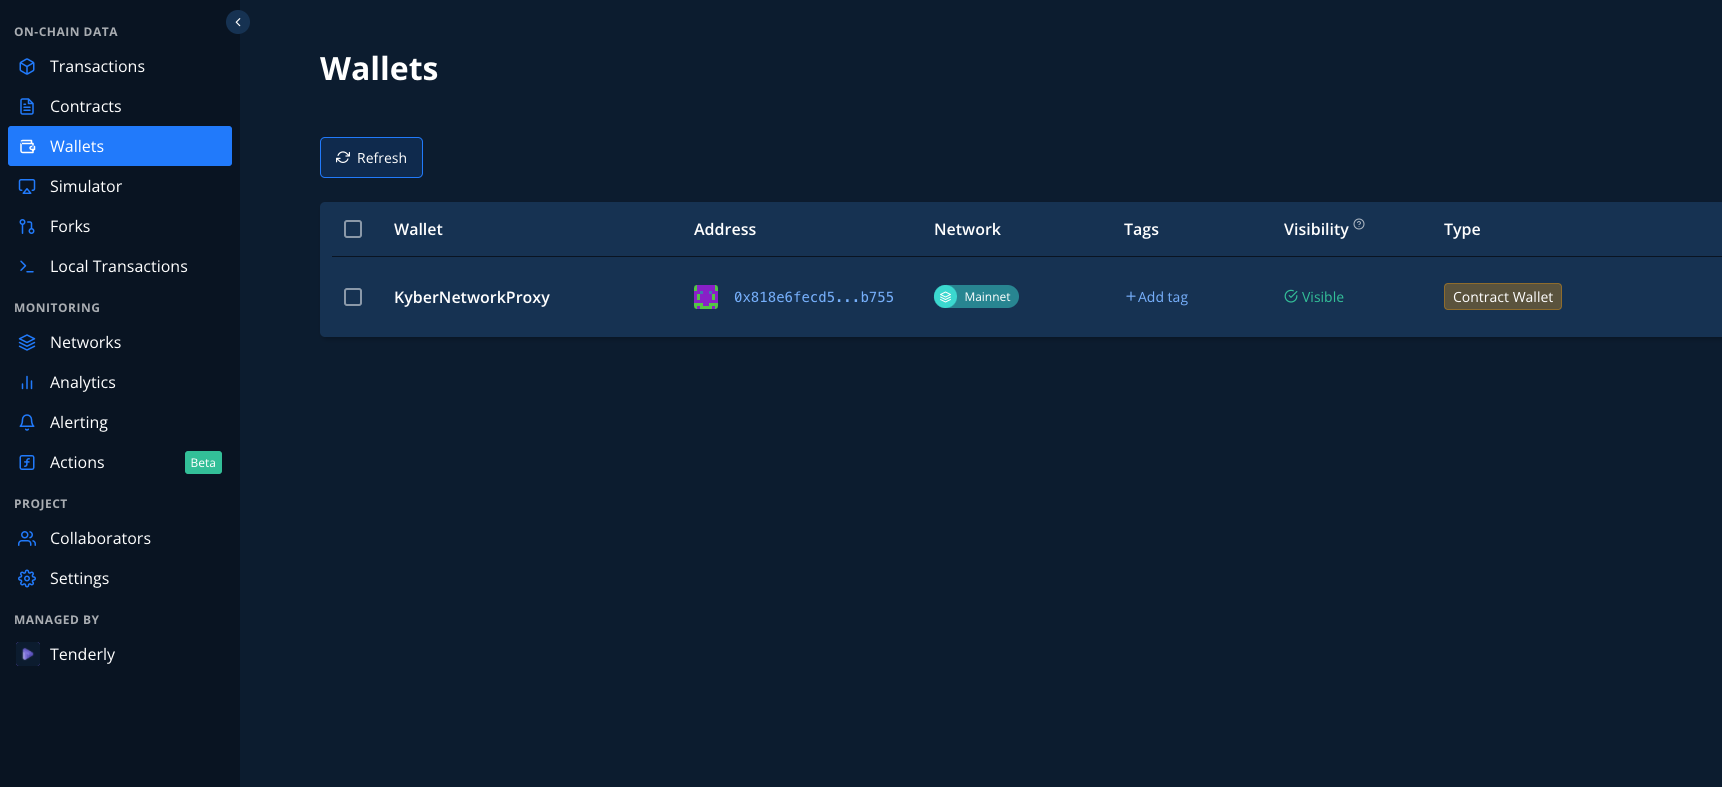 ON-CHAIN DATA
Transactions
Contracts
Wallets
Simulator
Forks
Local Transactions
MONITORING
Networks
Analytics
Alerting
Actions Beta
PROJECT
Collaborators
Settings
MANAGED BY
Tenderly
Wallets
Refresh
Wallet Address Network Tags Visibility Type
KyberNetworkProxy 0x818e6fecd5...b755 Mainnet +Add tag Visible Contract Wallet